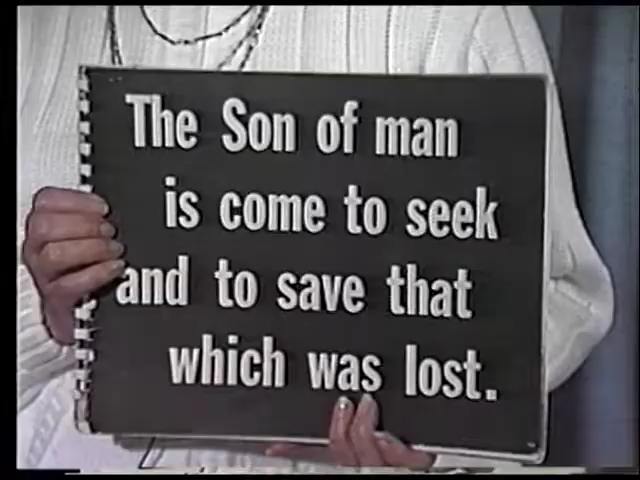 The Son of man
is come to seek
and to save that
which was lost.